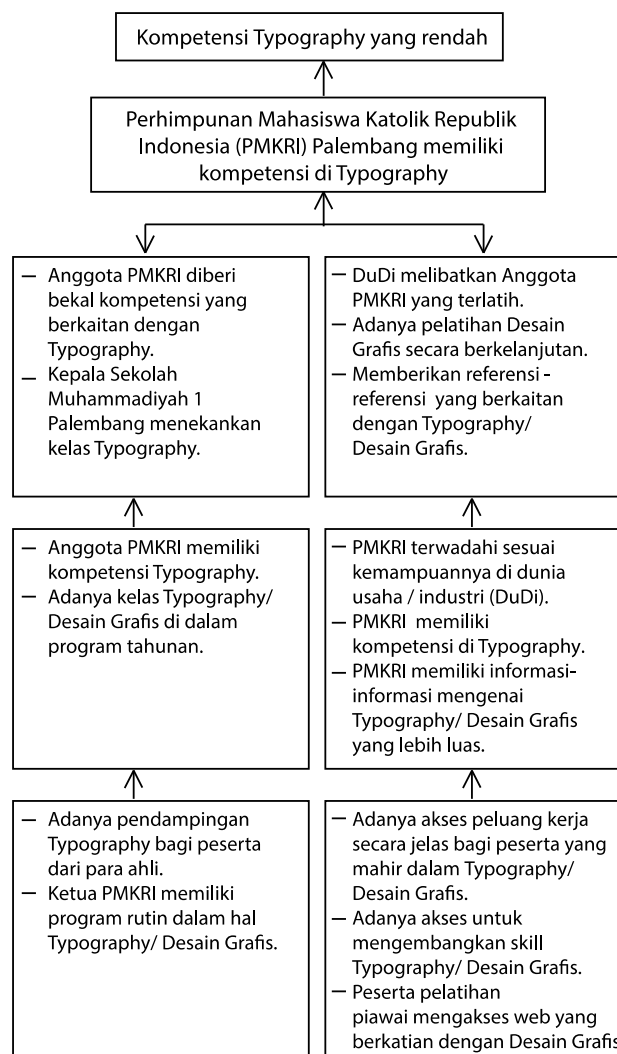 Kompetensi Typography yang rendah
Perhimpunan Mahasiswa Katolik Republik
Indonesia (PMKRI) Palembang memiliki
kompetensi di Typography
– Anggota PMKRI diberi
bekal kompetensi yang
berkaitan dengan
Typography.
– Kepala Sekolah
Muhammadiyah 1
Palembang menekankan
kelas Typography.
– DuDi melibatkan Anggota
PMKRI yang terlatih.
– Adanya pelatihan Desain
Grafis secara berkelanjutan.
– Memberikan referensi -
referensi yang berkaitan
dengan Typography/
Desain Grafis.
– Anggota PMKRI memiliki
kompetensi Typography.
– Adanya kelas Typography/
Desain Grafis di dalam
program tahunan.
– PMKRI terwadahi sesuai
kemampuannya di dunia
usaha / industri (DuDi).
– PMKRI memiliki
kompetensi di Typography.
– PMKRI memiliki informasi-
informasi mengenai
Typography/ Desain Grafis
yang lebih luas.
– Adanya pendampingan
Typography bagi peserta
dari para ahli.
– Ketua PMKRI memiliki
program rutin dalam hal
Typography/ Desain Grafis.
– Adanya akses peluang kerja
secara jelas bagi peserta yang
mahir dalam Typography/
Desain Grafis.
– Adanya akses untuk
mengembangkan skill
Typography/ Desain Grafis.
– Peserta pelatihan
piawai mengakses web yang
berkatian dengan Desain Grafis